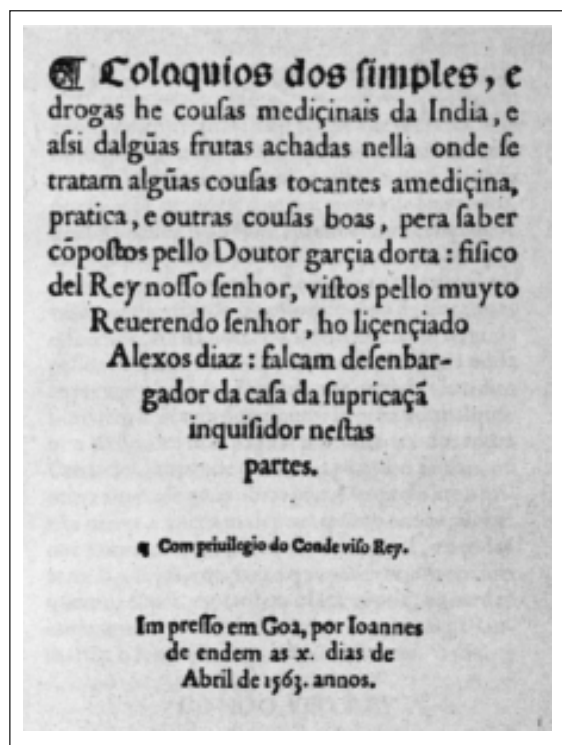 ¶ Coloquios dos simples, e
drogas he cousas mediçinais da India, e
assi dalgũas frutas achadas nella onde se
tratam algũas cousas tocantes amediçina,
pratica, e outras cousas boas, pera saber
cõpostos pello Doutor garçia dorta : fisico
del Rey nosso senhor, vistos pello muyto
Reuerendo senhor, ho liçençiado
Alexos diaz : falcam desenbar-
gador da casa da supricaçã
inquisidor nestas
partes.
¶ Com priuilegio do Conde viso Rey.
Im presso em Goa, por Ioannes
de endem as x. dias de
Abril de 1563. annos.